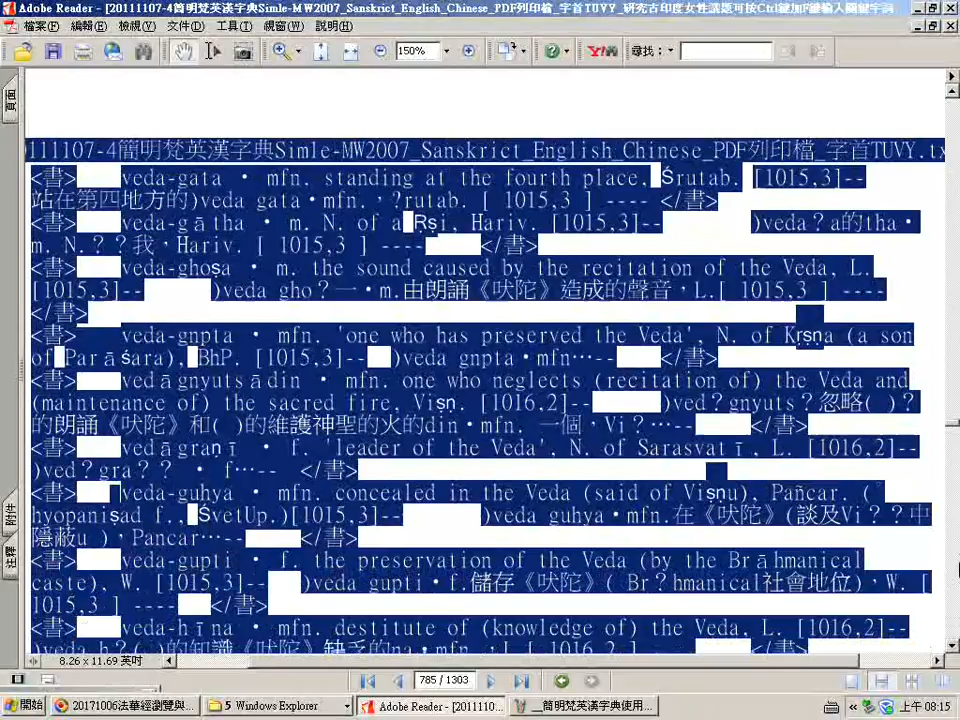 Adobe Reader - [20111107-4簡明梵英漢字典Simle-MW2007_Sanskrict_English_Chinese_PDF列印檔_字首TUVY_研究古印度女性議題可按Ctrl鍵加F鍵輸入關鍵字詞
檔案(F) 編輯(E) 檢視(V) 文件(D) 工具(T) 視窗(W) 說明(H)
150% Y! 尋找：
頁面
111107-4簡明梵英漢字典Simle-MW2007_Sanskrict_English_Chinese_PDF列印檔_字首TUVY.tx
<書> veda-gata • mfn. standing at the fourth place, Śrutab. [1015,3]--
站在第四地方的)veda gata•mfn.，?rutab. [ 1015,3 ] ---- </書>
<書> veda-gātha • m. N. of a Ṛṣi, Hariv. [1015,3]-- )veda？a的tha•
m. N.？？我，Hariv. [ 1015,3 ] ---- </書>
<書> veda-ghoṣa • m. the sound caused by the recitation of the Veda, L.
[1015,3]-- )veda gho？一•m.由朗誦《吠陀》造成的聲音，L.[ 1015,3 ] ----
</書>
<書> veda-gnpta • mfn. 'one who has preserved the Veda', N. of Kṛṣṇa (a son
of Parāśara), BhP. [1015,3]-- )veda gnpta•mfn…-- </書>
<書> vedāgnyutsādin • mfn. one who neglects (recitation of) the Veda and
(maintenance of) the sacred fire, Viṣṇ. [1016,2]-- )ved？gnyuts？忽略( )？
的朗誦《吠陀》和( )的維護神聖的火的din•mfn. 一個，Vi？…-- </書>
<書> vedāgraṇī • f. 'leader of the Veda', N. of Sarasvatī, L. [1016,2]--
)ved？gra？？ • f…-- </書>
<書> veda-guhya • mfn. concealed in the Veda (said of Viṣṇu), Pañcar. (°
hyopaniṣad f., ŚvetUp.)[1015,3]-- )veda guhya•mfn.在《吠陀》(談及Vi？？中
隱蔽u )，Pancar…-- </書>
<書> veda-gupti • f. the preservation of the Veda (by the Brāhmanical
caste), W. [1015,3]-- )veda gupti•f.儲存《吠陀》( Br？hmanical社會地位)，W. [
1015,3 ] ---- </書>
<書> veda-hīna • mfn. destitute of (knowledge of) the Veda, L. [1016,2]--
附件
注釋
8.26 x 11.69 英吋
785 / 1303
開始 20171006法華經瀏覽與... 5 Windows Explorer Adobe Reader - [2011110... __簡明梵英漢字典使用... 上午 08:15